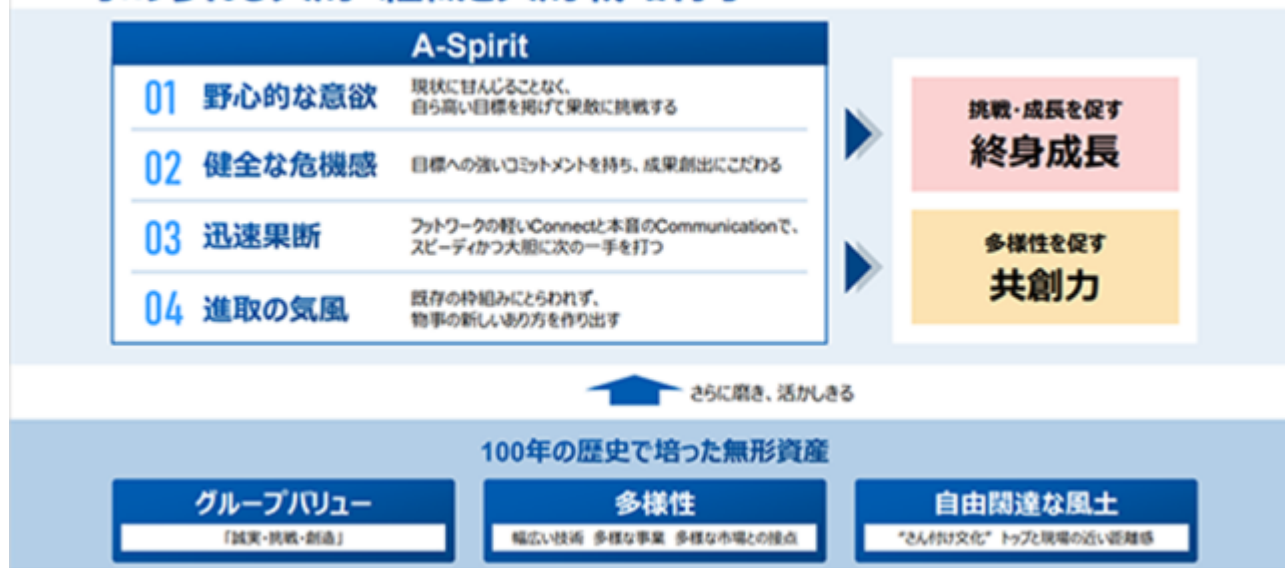 A-Spirit
01 野心的な意欲
現状に甘んじることなく、
自ら高い目標を掲げて果敢に挑戦する
02 健全な危機感
目標への強いコミットメントを持ち、成果創出にこだわる
03 迅速果断
フットワークの軽いConnectと本音のCommunicationで、
スピーディかつ大胆に次の一手を打つ
04 進取の気風
既存の枠組みにとらわれず、
物事の新しいあり方を作り出す
挑戦・成長を促す
終身成長
多様性を促す
共創力
さらに磨き、活かしきる
100年の歴史で培った無形資産
グループバリュー
「誠実・挑戦・創造」
多様性
幅広い技術 多様な事業 多様な市場との接点
自由闊達な風土
“さん付け文化” トップと現場の近い距離感